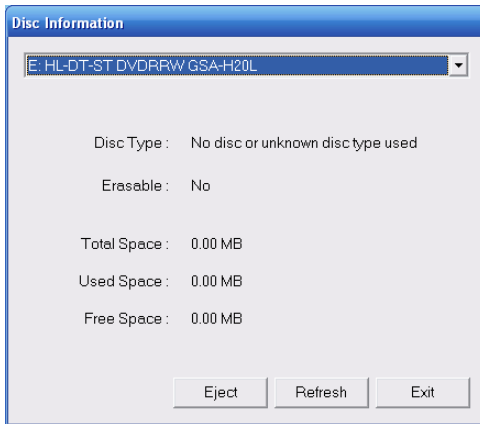 Disc Information
E: HL-DT-ST DVDRRW GSA-H20L
Disc Type : No disc or unknown disc type used
Erasable : No
Total Space : 0.00 MB
Used Space : 0.00 MB
Free Space : 0.00 MB
Eject Refresh Exit